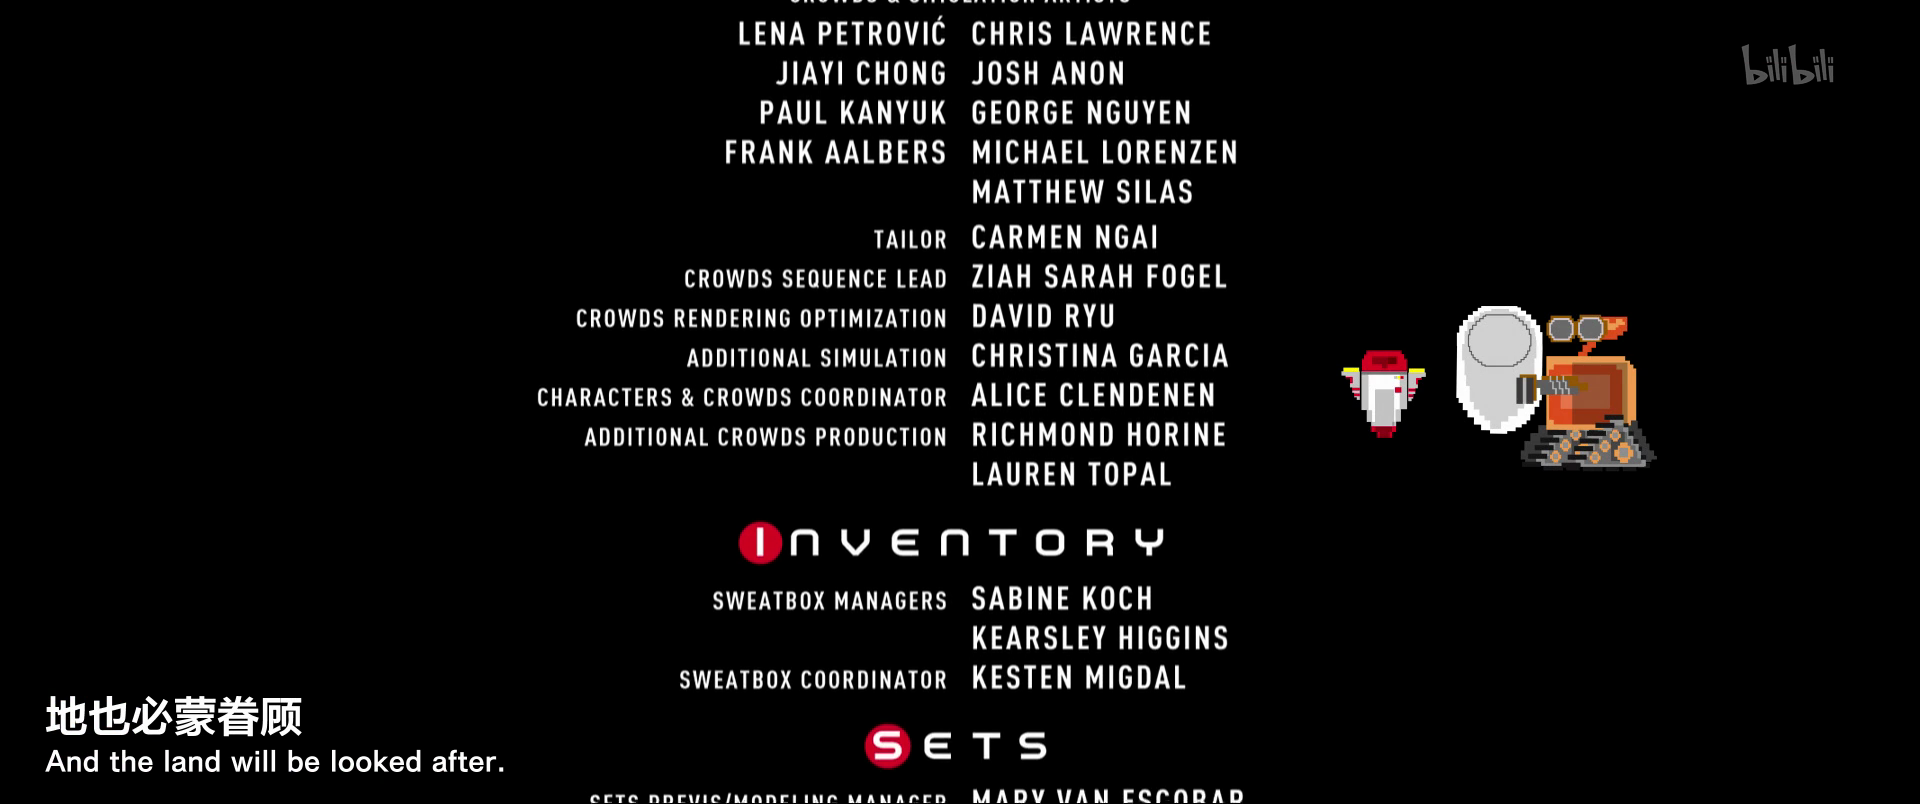 CROWDS & SIMULATION ARTISTS
LENA PETROVIĆ CHRIS LAWRENCE
JIAYI CHONG JOSH ANON
PAUL KANYUK GEORGE NGUYEN
FRANK AALBERS MICHAEL LORENZEN
MATTHEW SILAS
TAILOR CARMEN NGAI
CROWDS SEQUENCE LEAD ZIAH SARAH FOGEL
CROWDS RENDERING OPTIMIZATION DAVID RYU
ADDITIONAL SIMULATION CHRISTINA GARCIA
CHARACTERS & CROWDS COORDINATOR ALICE CLENDENEN
ADDITIONAL CROWDS PRODUCTION RICHMOND HORINE
LAUREN TOPAL
INVENTORY
SWEATBOX MANAGERS SABINE KOCH
KEARSLEY HIGGINS
SWEATBOX COORDINATOR KESTEN MIGDAL
SETS
SETS PREVIS/MODELING MANAGER MARY VAN ESCOBAR
bilibili
地也必蒙眷顾
And the land will be looked after.